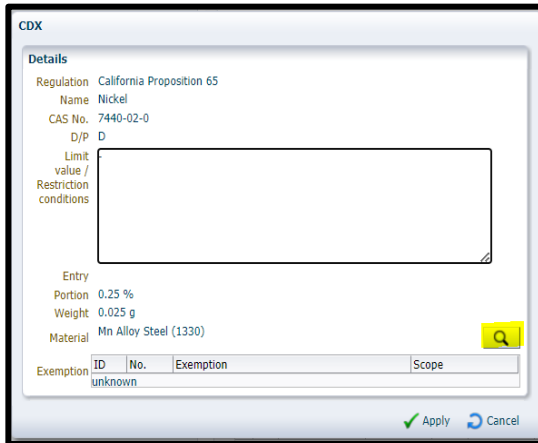 CDX
Details
Regulation California Proposition 65
Name Nickel
CAS No. 7440-02-0
D/P D
Limit value / Restriction conditions -
Entry
Portion 0.25 %
Weight 0.025 g
Material Mn Alloy Steel (1330)
Exemption ID No. Exemption Scope
unknown
Apply Cancel